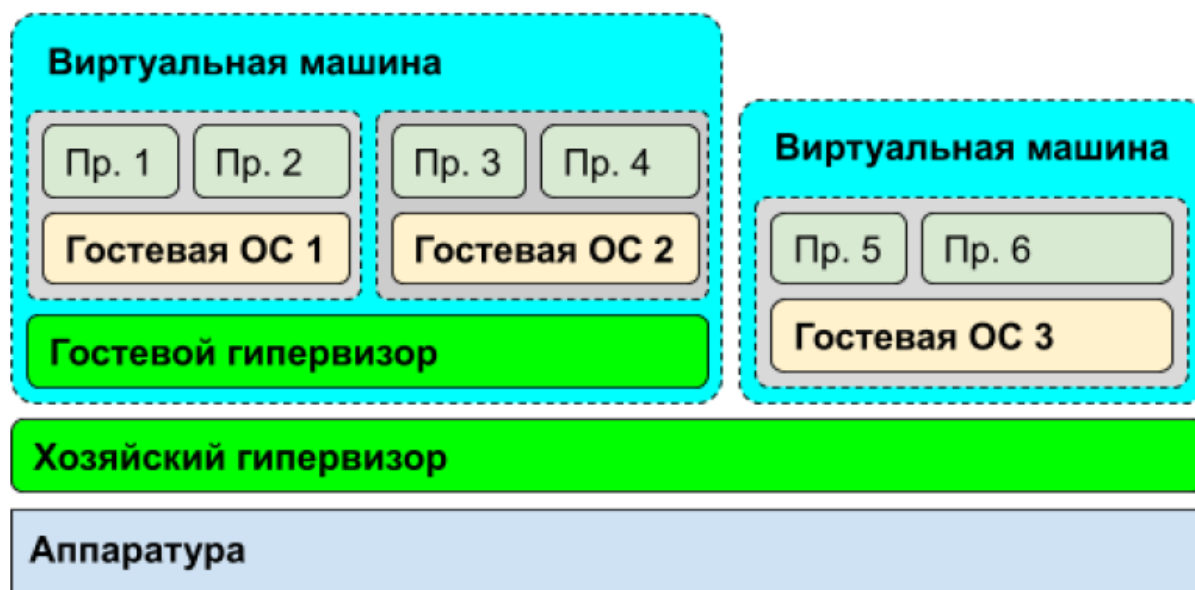 Виртуальная машина
Пр. 1
Пр. 2
Пр. 3
Пр. 4
Гостевая ОС 1
Гостевая ОС 2
Гостевой гипервизор
Виртуальная машина
Пр. 5
Пр. 6
Гостевая ОС 3
Хозяйский гипервизор
Аппаратура